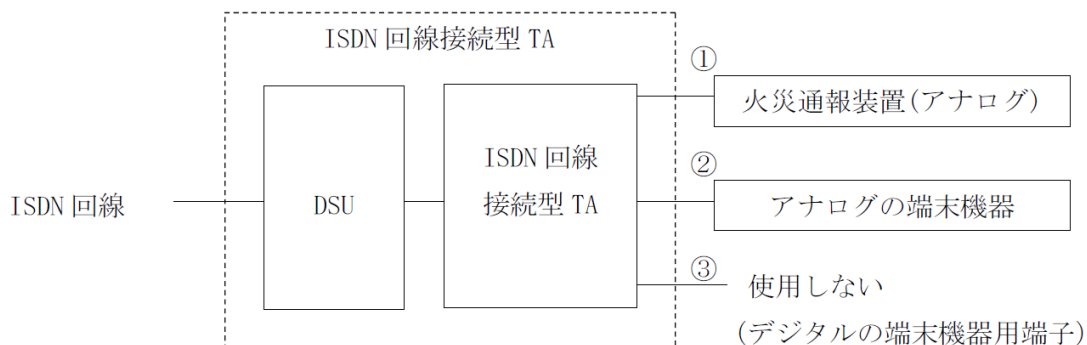 ISDN 回線接続型 TA
①
火災通報装置(アナログ)
ISDN 回線
接続型 TA
②
ISDN 回線
DSU
アナログの端末機器
③
使用しない
(デジタルの端末機器用端子)